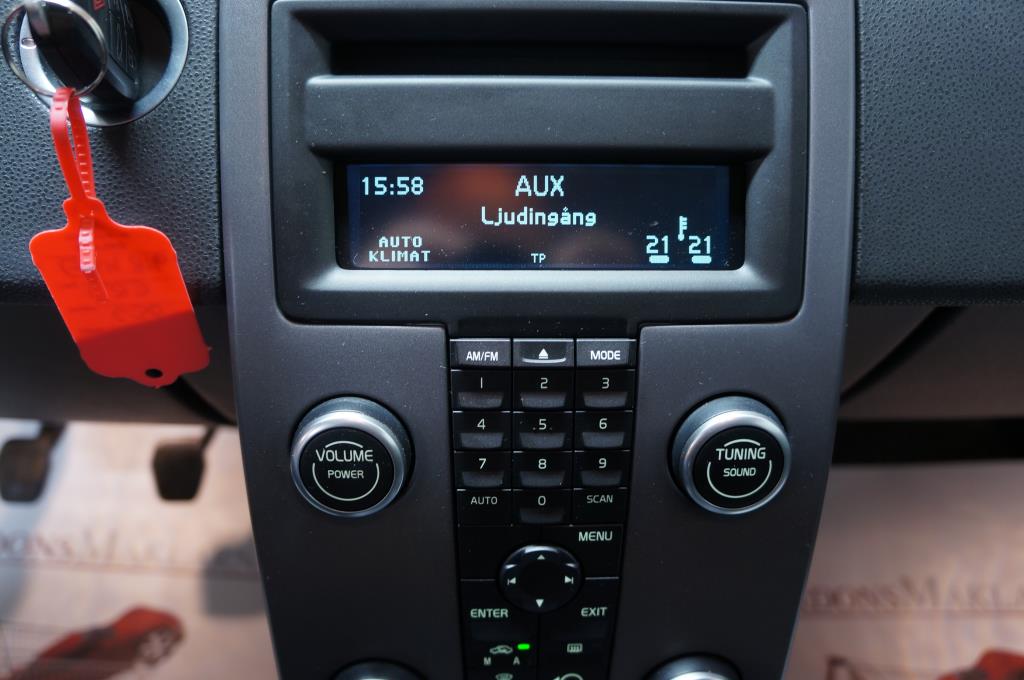 15:58
AUX
Ljudingång
AUTO
KLIMAT
TP
21 21
AM/FM MODE
1 2 3
4 .5. 6
7 8 9
AUTO 0 SCAN
VOLUME
POWER
TUNING
SOUND
MENU
ENTER EXIT
M A